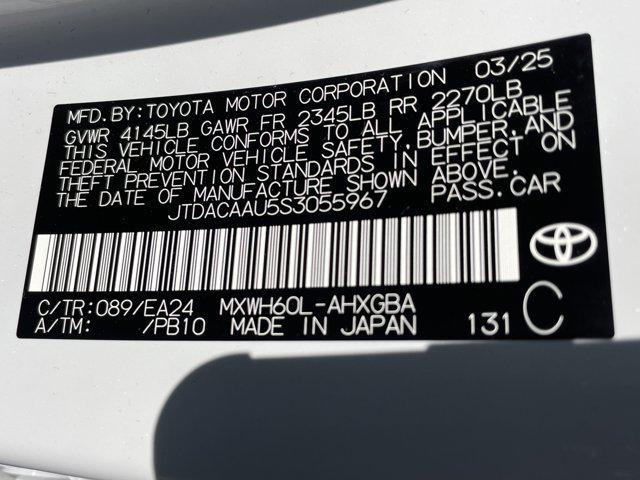 MFD. BY: TOYOTA MOTOR CORPORATION 03/25
GVWR 4145LB GAWR FR 2345LB RR 2270LB
THIS VEHICLE CONFORMS TO ALL APPLICABLE
FEDERAL MOTOR VEHICLE SAFETY, BUMPER, AND
THEFT PREVENTION STANDARDS IN EFFECT ON
THE DATE OF MANUFACTURE SHOWN ABOVE.
JTDACAAU5S3055967 PASS. CAR
C/TR: 089/EA24 MXWH60L-AHXGBA
A/TM: /PB10 MADE IN JAPAN 131 C